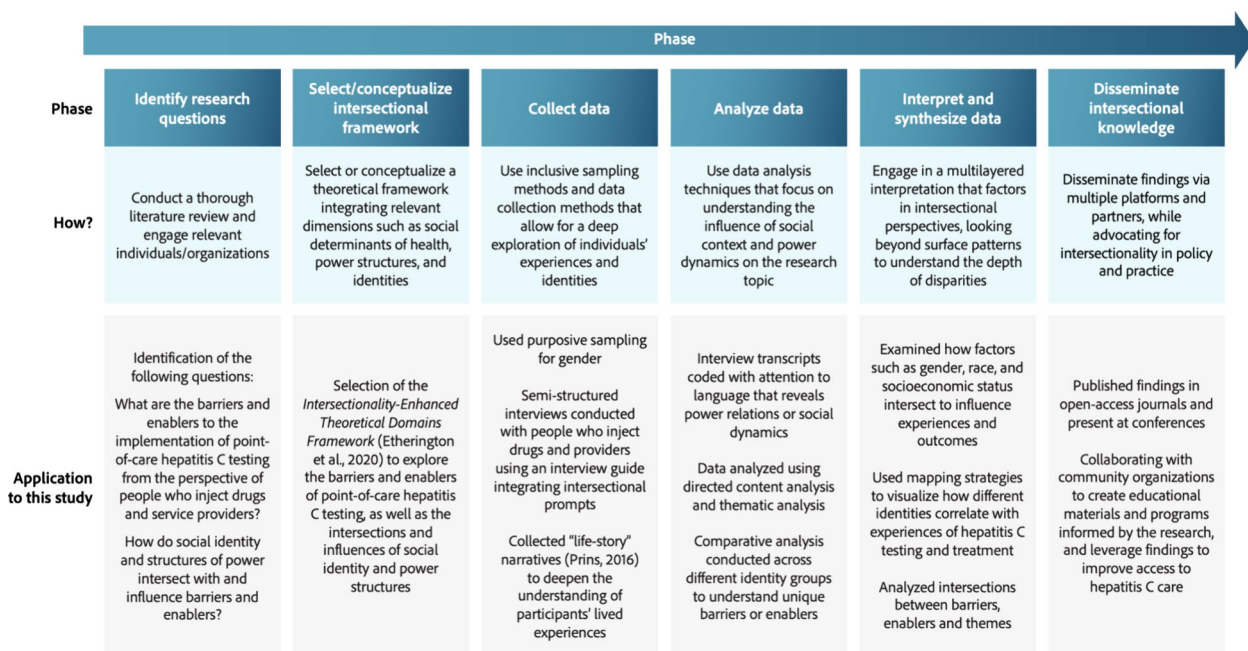 Phase
Phase
Identify research
questions
Select/conceptualize
intersectional
framework
Collect data
Analyze data
Interpret and
synthesize data
Disseminate
intersectional
knowledge
How?
Conduct a thorough
literature review and
engage relevant
individuals/organizations
Select or conceptualize a
theoretical framework
integrating relevant
dimensions such as social
determinants of health,
power structures, and
identities
Use inclusive sampling
methods and data
collection methods that
allow for a deep
exploration of individuals’
experiences and
identities
Use data analysis
techniques that focus on
understanding the
influence of social
context and power
dynamics on the research
topic
Engage in a multilayered
interpretation that factors
in intersectional
perspectives, looking
beyond surface patterns
to understand the depth
of disparities
Disseminate findings via
multiple platforms and
partners, while
advocating for
intersectionality in policy
and practice
Application
to this study
Identification of the
following questions:
What are the barriers and
enablers to the
implementation of point-
of-care hepatitis C testing
from the perspective of
people who inject drugs
and service providers?
How do social identity
and structures of power
intersect with and
influence barriers and
enablers?
Selection of the
Intersectionality-Enhanced
Theoretical Domains
Framework (Etherington
et al., 2020) to explore
the barriers and enablers
of point-of-care hepatitis
C testing, as well as the
intersections and
influences of social
identity and power
structures
Used purposive sampling
for gender
Semi-structured
interviews conducted
with people who inject
drugs and providers
using an interview guide
integrating intersectional
prompts
Collected “life-story”
narratives (Prins, 2016)
to deepen the
understanding of
participants’ lived
experiences
Interview transcripts
coded with attention to
language that reveals
power relations or social
dynamics
Data analyzed using
directed content analysis
and thematic analysis
Comparative analysis
conducted across
different identity groups
to understand unique
barriers or enablers
Examined how factors
such as gender, race, and
socioeconomic status
intersect to influence
experiences and
outcomes
Used mapping strategies
to visualize how different
identities correlate with
experiences of hepatitis C
testing and treatment
Analyzed intersections
between barriers,
enablers and themes
Published findings in
open-access journals and
present at conferences
Collaborating with
community organizations
to create educational
materials and programs
informed by the research,
and leverage findings to
improve access to
hepatitis C care